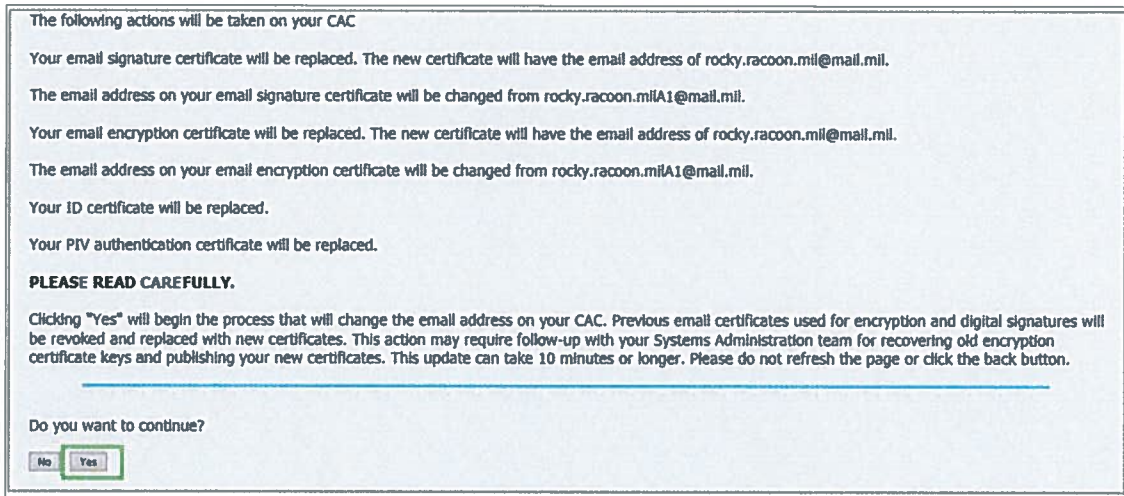 The following actions will be taken on your CAC
Your email signature certificate will be replaced. The new certificate will have the email address of rocky.racoon.mil@mail.mil.
The email address on your email signature certificate will be changed from rocky.racoon.milA1@mail.mil.
Your email encryption certificate will be replaced. The new certificate will have the email address of rocky.racoon.mil@mail.mil.
The email address on your email encryption certificate will be changed from rocky.racoon.milA1@mail.mil.
Your ID certificate will be replaced.
Your PIV authentication certificate will be replaced.
PLEASE READ CAREFULLY.
Clicking "Yes" will begin the process that will change the email address on your CAC. Previous email certificates used for encryption and digital signatures will
be revoked and replaced with new certificates. This action may require follow-up with your Systems Administration team for recovering old encryption
certificate keys and publishing your new certificates. This update can take 10 minutes or longer. Please do not refresh the page or click the back button.
Do you want to continue?
No Yes